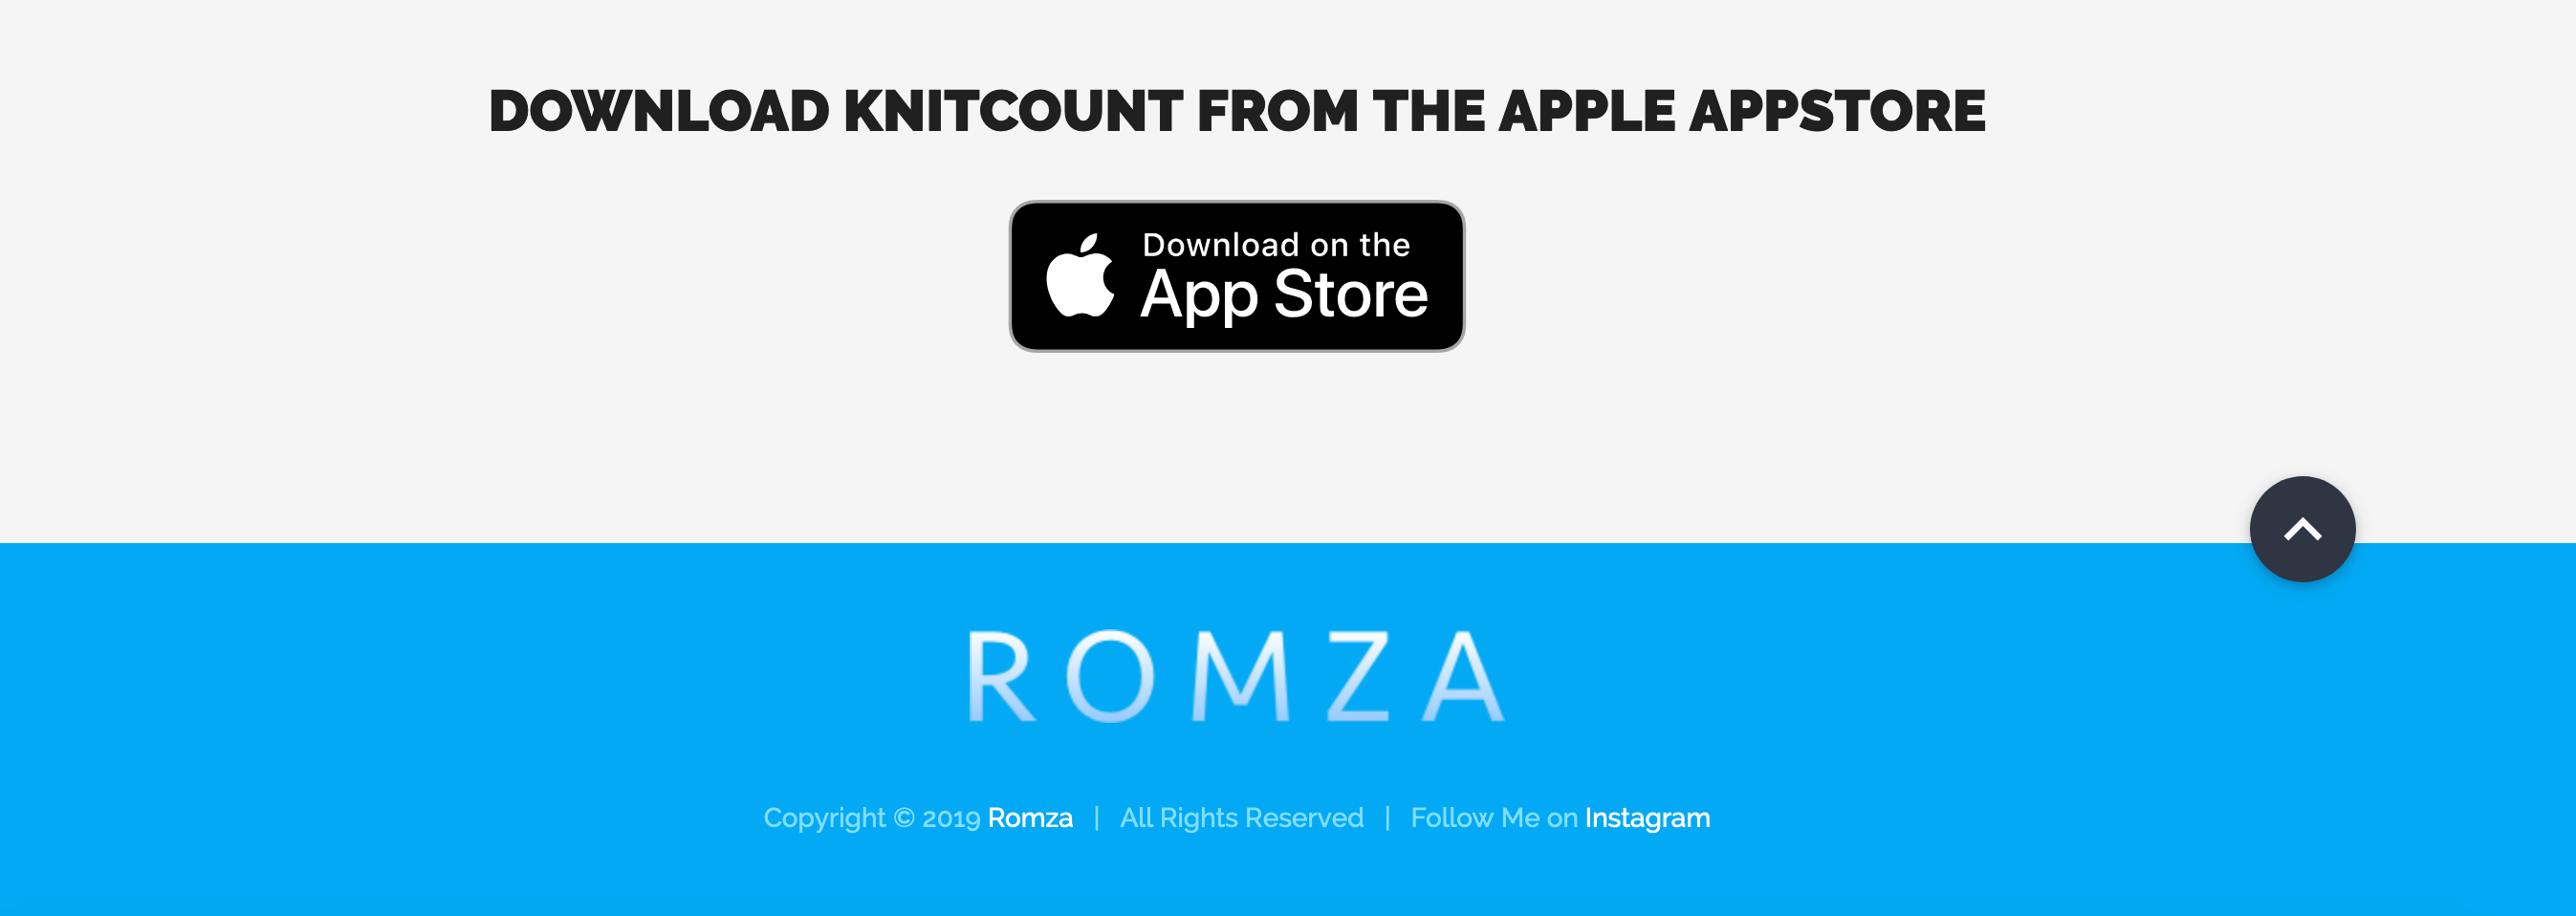 DOWNLOAD KNITCOUNT FROM THE APPLE APPSTORE
Download on the
App Store
ROMZA
Copyright © 2019 Romza | All Rights Reserved | Follow Me on Instagram